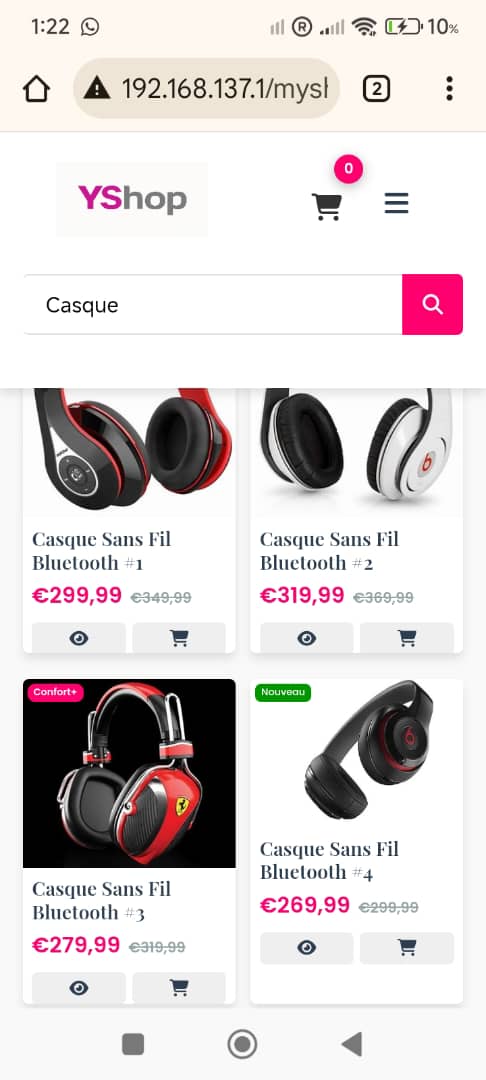 1:22
10%
192.168.137.1/mysh
2
YShop
0
Casque
Casque Sans Fil
Bluetooth #1
€299,99 €349,99
Casque Sans Fil
Bluetooth #2
€319,99 €369,99
Confort+
Casque Sans Fil
Bluetooth #3
€279,99 €319,99
Nouveau
Casque Sans Fil
Bluetooth #4
€269,99 €299,99